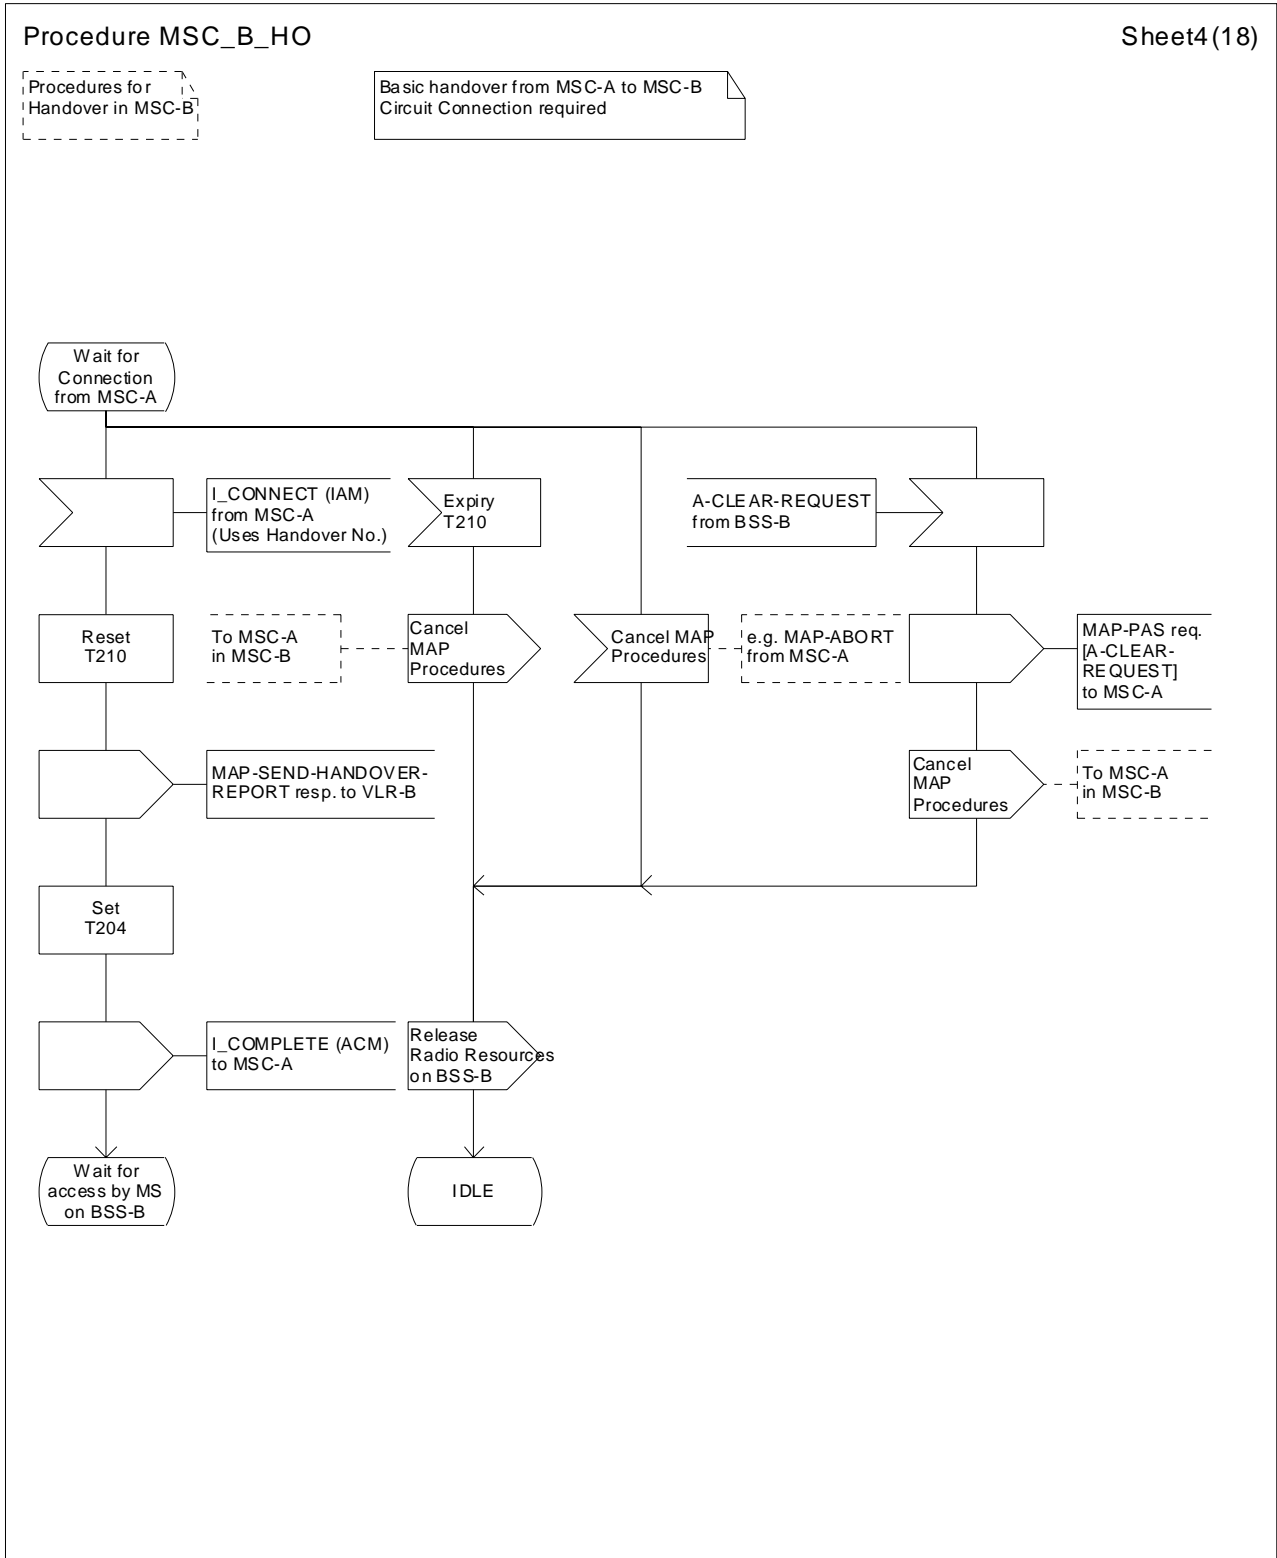 Procedure MSC_B_HO
Sheet4(18)
Procedures for
Handover in MSC-B
Basic handover from MSC-A to MSC-B
Circuit Connection required
Wait for
Connection
from MSC-A
I_CONNECT (IAM)
from MSC-A
(Uses Handover No.)
Expiry
T210
A-CLEAR-REQUEST
from BSS-B
Reset
T210
To MSC-A
in MSC-B
Cancel
MAP
Procedures
Cancel MAP
Procedures
e.g. MAP-ABORT
from MSC-A
MAP-PAS req.
[A-CLEAR-
REQUEST]
to MSC-A
MAP-SEND-HANDOVER-
REPORT resp. to VLR-B
Cancel
MAP
Procedures
To MSC-A
in MSC-B
Set
T204
I_COMPLETE (ACM)
to MSC-A
Release
Radio Resources
on BSS-B
Wait for
access by MS
on BSS-B
IDLE